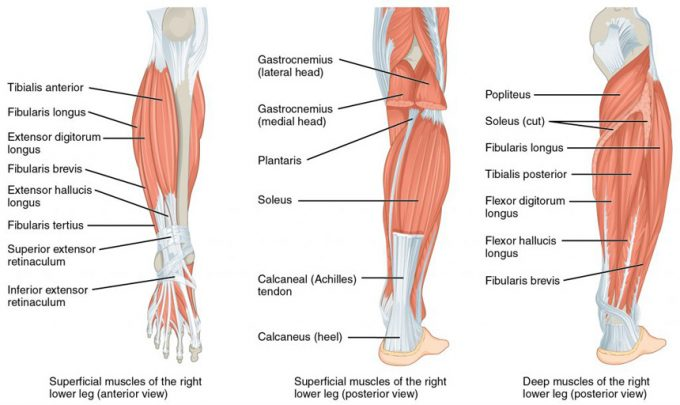 Tibialis anterior
Fibularis longus
Extensor digitorum
longus
Fibularis brevis
Extensor hallucis
longus
Fibularis tertius
Superior extensor
retinaculum
Inferior extensor
retinaculum
Superficial muscles of the right
lower leg (anterior view)
Gastrocnemius
(lateral head)
Gastrocnemius
(medial head)
Plantaris
Soleus
Calcaneal (Achilles)
tendon
Calcaneus (heel)
Superficial muscles of the right
lower leg (posterior view)
Popliteus
Soleus (cut)
Fibularis longus
Tibialis posterior
Flexor digitorum
longus
Flexor hallucis
longus
Fibularis brevis
Deep muscles of the right
lower leg (posterior view)